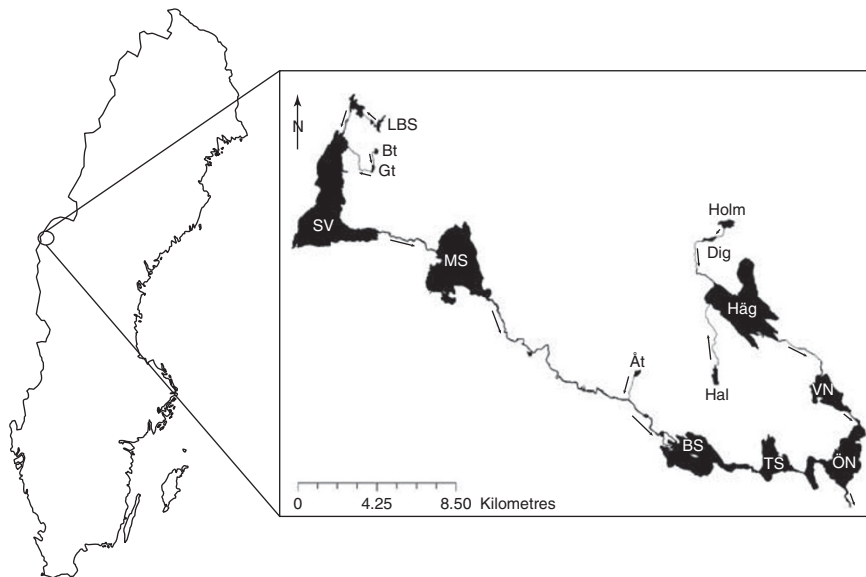 N
LBS
Bt
Gt
SV
MS
Holm
Dig
Häg
Åt
Hal
VN
BS
TS
ÖN
0 4.25 8.50 Kilometres